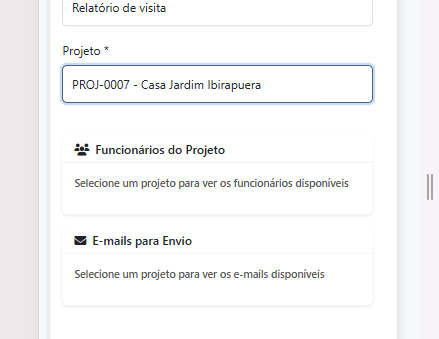 Relatório de visita
Projeto *
PROJ-0007 - Casa Jardim Ibirapuera
Funcionários do Projeto
Selecione um projeto para ver os funcionários disponíveis
E-mails para Envio
Selecione um projeto para ver os e-mails disponíveis